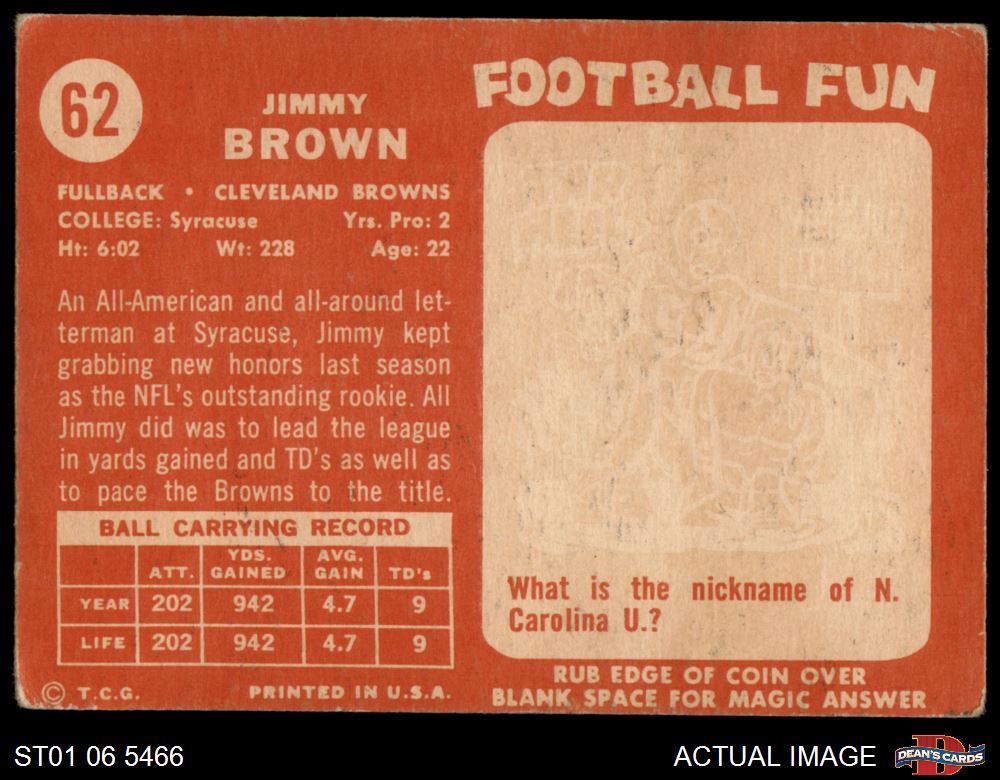 62
JIMMY
BROWN
FULLBACK • CLEVELAND BROWNS
COLLEGE: Syracuse Yrs. Pro: 2
Ht: 6:02 Wt: 228 Age: 22
An All-American and all-around let-
terman at Syracuse, Jimmy kept
grabbing new honors last season
as the NFL's outstanding rookie. All
Jimmy did was to lead the league
in yards gained and TD's as well as
to pace the Browns to the title.
BALL CARRYING RECORD
ATT. YDS. GAINED AVG. GAIN TD's
YEAR 202 942 4.7 9
LIFE 202 942 4.7 9
© T.C.G. PRINTED IN U.S.A.
FOOTBALL FUN
What is the nickname of N.
Carolina U.?
RUB EDGE OF COIN OVER
BLANK SPACE FOR MAGIC ANSWER
ST01 06 5466
ACTUAL IMAGE
DEAN'S CARDS